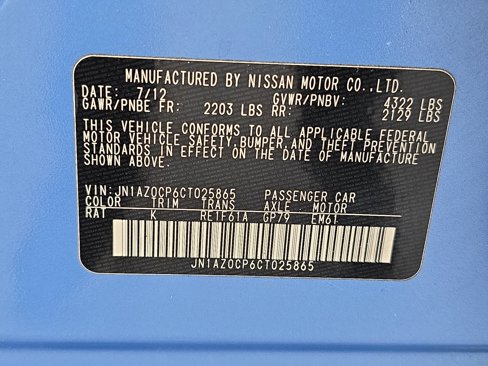 MANUFACTURED BY NISSAN MOTOR CO.,LTD.
DATE: 7/12 GVWR/PNBV: 4322 LBS
GAWR/PNBE FR: 2203 LBS RR: 2129 LBS
THIS VEHICLE CONFORMS TO ALL APPLICABLE FEDERAL
MOTOR VEHICLE SAFETY,BUMPER,AND THEFT PREVENTION
STANDARDS IN EFFECT ON THE DATE OF MANUFACTURE
SHOWN ABOVE.
VIN: JN1AZ0CP6CT025865 PASSENGER CAR
COLOR TRIM TRANS AXLE MOTOR
RAT K RE1F61A GP79 EM61
JN1AZ0CP6CT025865